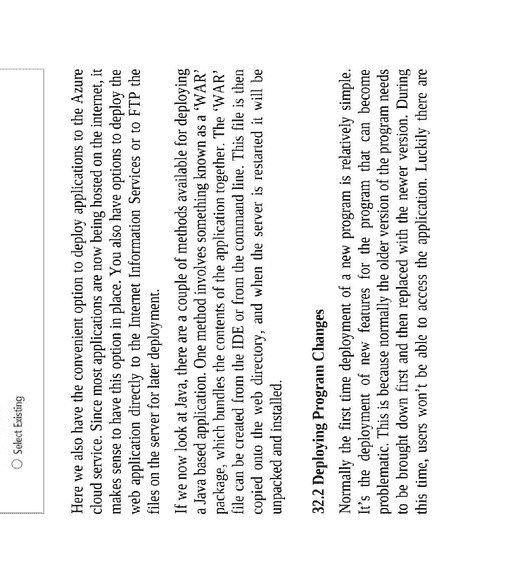 Select Existing
Here we also have the convenient option to deploy applications to the Azure
cloud service. Since most applications are now being hosted on the internet, it
makes sense to have this option in place. You also have options to deploy the
web application directly to the Internet Information Services or to FTP the
files on the server for later deployment.
If we now look at Java, there are a couple of methods available for deploying
a Java based application. One method involves something known as a ‘WAR’
package, which bundles the contents of the application together. The ‘WAR’
file can be created from the IDE or from the command line. This file is then
copied onto the web directory, and when the server is restarted it will be
unpacked and installed.
32.2 Deploying Program Changes
Normally the first time deployment of a new program is relatively simple.
It’s the deployment of new features for the program that can become
problematic. This is because normally the older version of the program needs
to be brought down first and then replaced with the newer version. During
this time, users won’t be able to access the application. Luckily there are